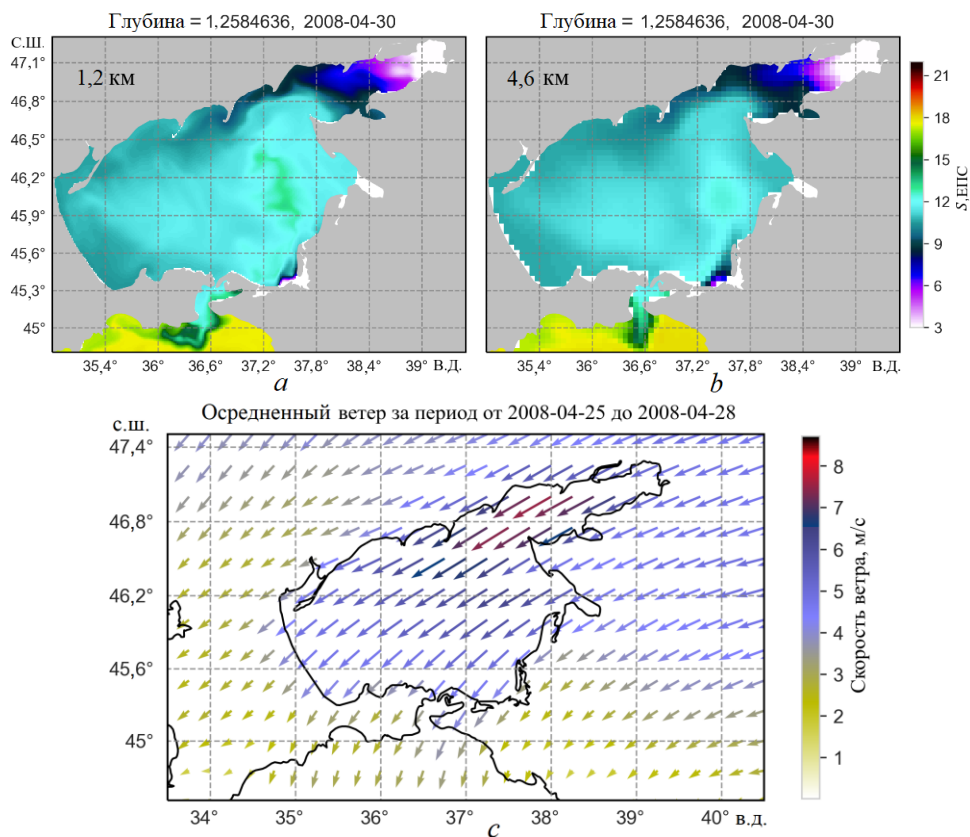 Глубина = 1,2584636, 2008-04-30
с.ш.
47,1°
46,8°
46,5°
46,2°
45,9°
45,6°
45,3°
45°
1,2 км
35,4° 36° 36,6° 37,2° 37,8° 38,4° 39° в.д.
a
Глубина = 1,2584636, 2008-04-30
4,6 км
35,4° 36° 36,6° 37,2° 37,8° 38,4° 39° в.д.
b
21
18
15
12
9
6
3
S,ЕПС
Осредненный ветер за период от 2008-04-25 до 2008-04-28
с.ш.
47,4°
46,8°
46,2°
45,6°
45°
34° 35° 36° 37° 38° 39° 40° в.д.
c
8
7
6
5
4
3
2
1
Скорость ветра, м/с